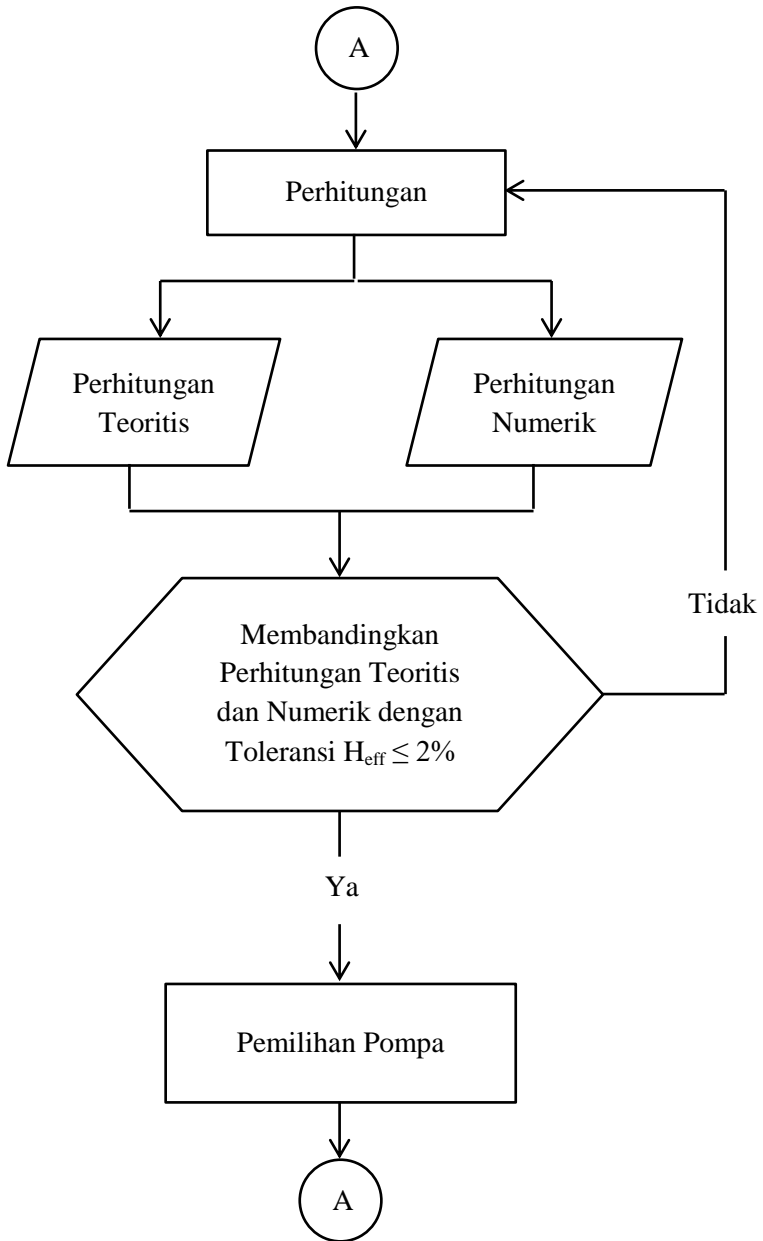 A
Perhitungan
Perhitungan
Teoritis
Perhitungan
Numerik
Membandingkan
Perhitungan Teoritis
dan Numerik dengan
Toleransi Heff ≤ 2%
Tidak
Ya
Pemilihan Pompa
A